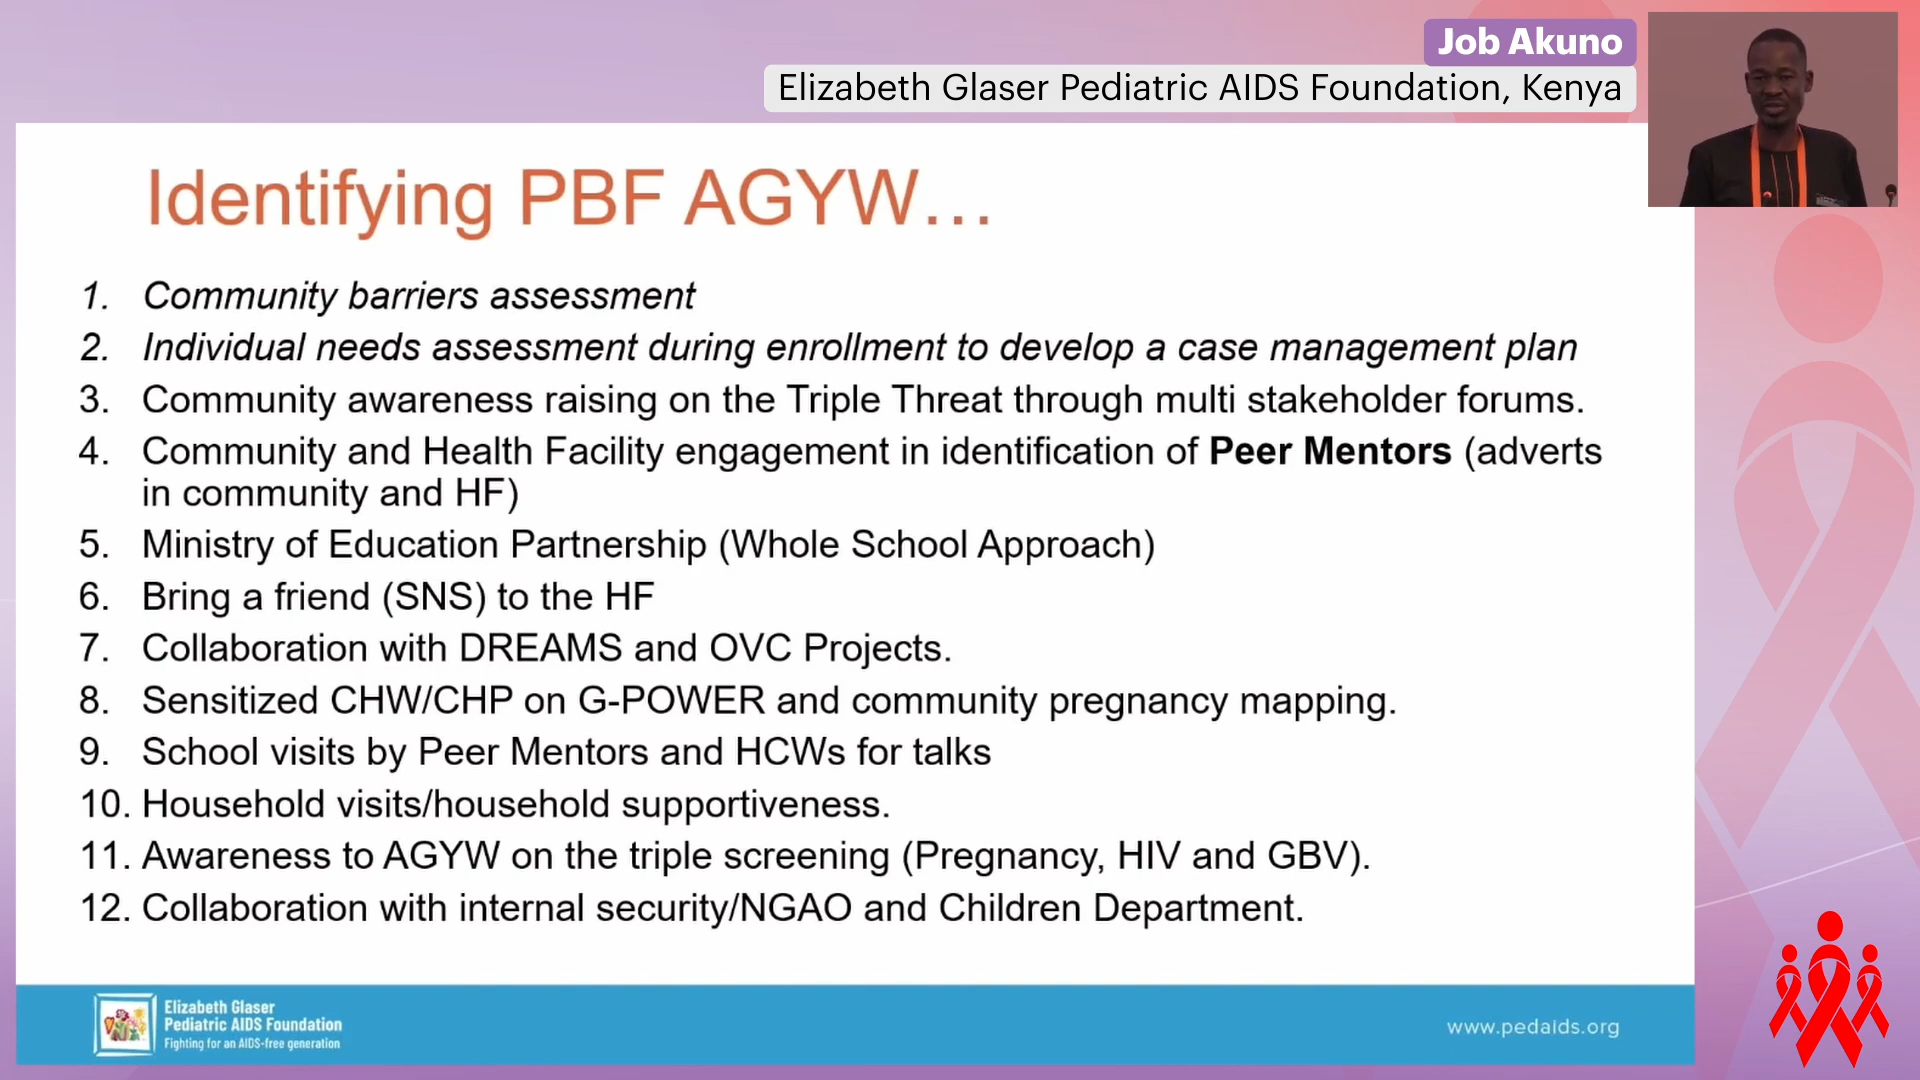 Job Akuno
Elizabeth Glaser Pediatric AIDS Foundation, Kenya
Identifying PBF AGYW…
1. Community barriers assessment
2. Individual needs assessment during enrollment to develop a case management plan
3. Community awareness raising on the Triple Threat through multi stakeholder forums.
4. Community and Health Facility engagement in identification of Peer Mentors (adverts
in community and HF)
5. Ministry of Education Partnership (Whole School Approach)
6. Bring a friend (SNS) to the HF
7. Collaboration with DREAMS and OVC Projects.
8. Sensitized CHW/CHP on G-POWER and community pregnancy mapping.
9. School visits by Peer Mentors and HCWs for talks
10. Household visits/household supportiveness.
11. Awareness to AGYW on the triple screening (Pregnancy, HIV and GBV).
12. Collaboration with internal security/NGAO and Children Department.
Elizabeth Glaser
Pediatric AIDS Foundation
Fighting for an AIDS-free generation
www.pedaids.org